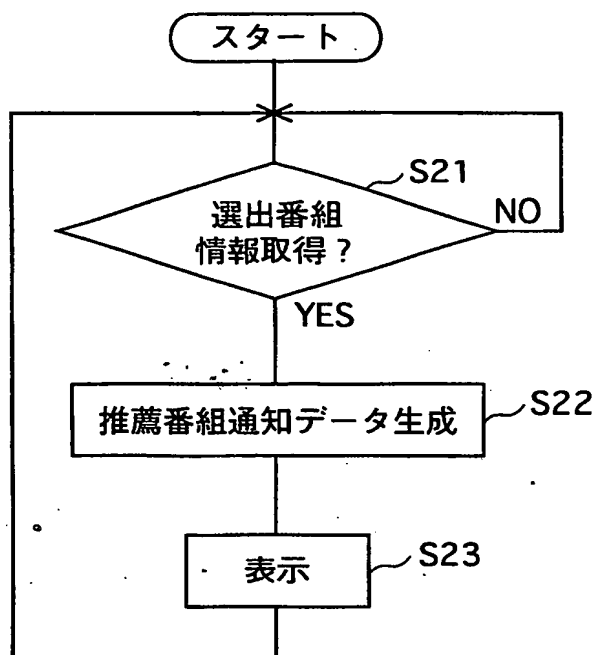 スタート
S21
選出番組
情報取得?
NO
YES
推薦番組通知データ生成
S22
表示
S23